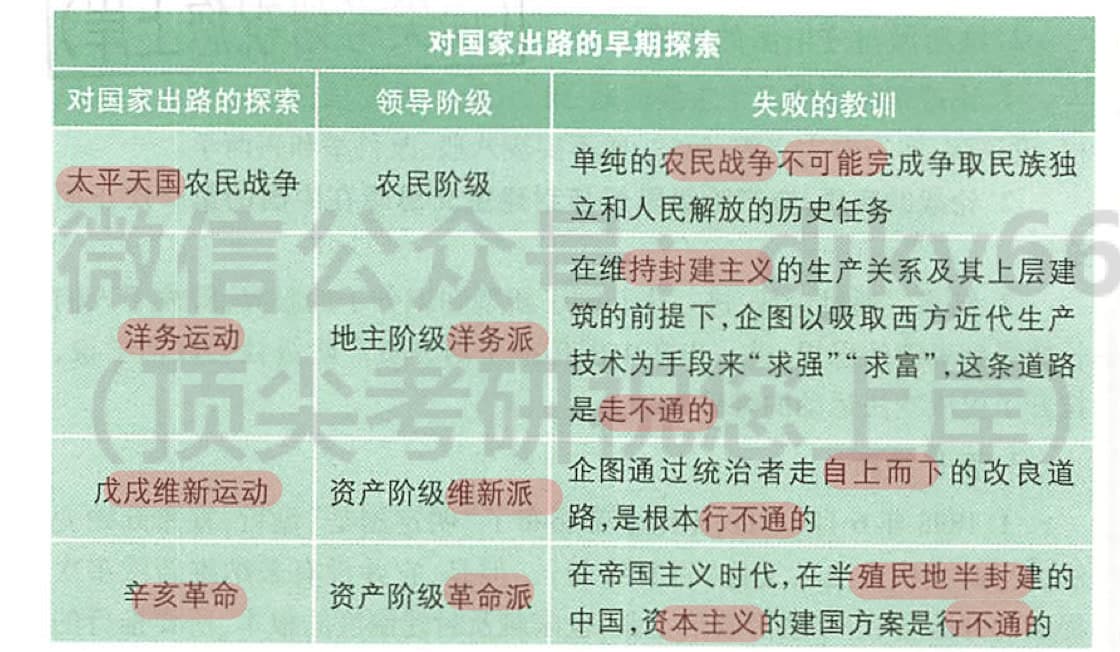 对国家出路的早期探索
对国家出路的探索
领导阶级
失败的教训
太平天国农民战争
农民阶级
单纯的农民战争不可能完成争取民族独
立和人民解放的历史任务
洋务运动
地主阶级洋务派
在维持封建主义的生产关系及其上层建
筑的前提下,企图以吸取西方近代生产
技术为手段来“求强”“求富”,这条道路
是走不通的
戊戌维新运动
资产阶级维新派
企图通过统治者走自上而下的改良道
路,是根本行不通的
辛亥革命
资产阶级革命派
在帝国主义时代,在半殖民地半封建的
中国,资本主义的建国方案是行不通的
微信公众号:djky66
(顶尖考研祝您上岸)